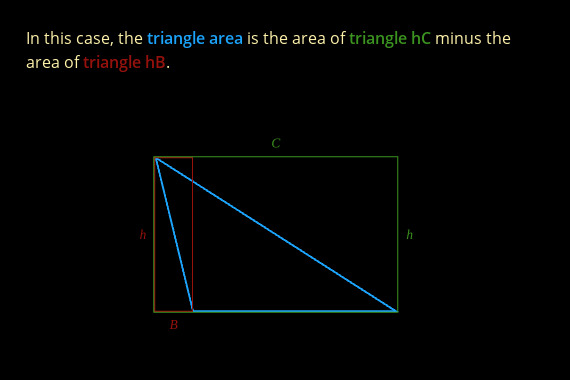 In this case, the triangle area is the area of triangle hC minus the
area of triangle hB.
C
h
h
B